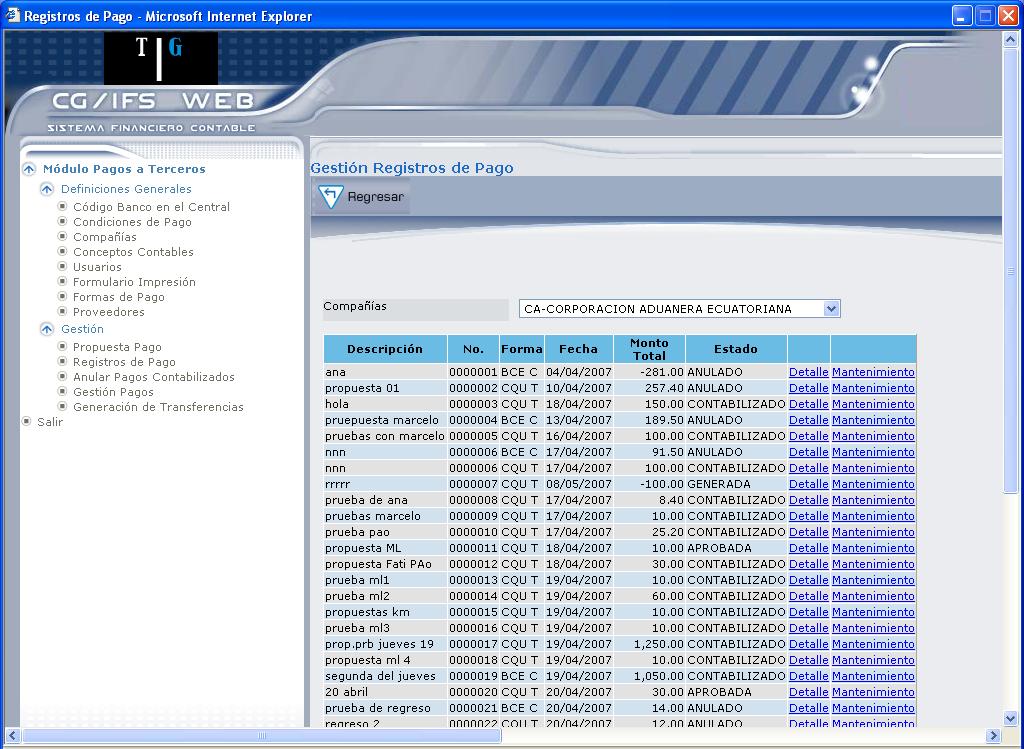 Registros de Pago - Microsoft Internet Explorer
T G
CG/IFS WEB
SISTEMA FINANCIERO CONTABLE
Módulo Pagos a Terceros
Definiciones Generales
Código Banco en el Central
Condiciones de Pago
Compañías
Conceptos Contables
Usuarios
Formulario Impresión
Formas de Pago
Proveedores
Gestión
Propuesta Pago
Registros de Pago
Anular Pagos Contabilizados
Gestión Pagos
Generación de Transferencias
Salir
Gestión Registros de Pago
Regresar
Compañías CA-CORPORACION ADUANERA ECUATORIANA
Descripción No. Forma Fecha Monto Total Estado
ana 0000001 BCE C 04/04/2007 -281.00 ANULADO Detalle Mantenimiento
propuesta 01 0000002 CQU T 10/04/2007 257.40 ANULADO Detalle Mantenimiento
hola 0000003 CQU T 18/04/2007 150.00 CONTABILIZADO Detalle Mantenimiento
pruepuesta marcelo 0000004 BCE C 13/04/2007 189.50 ANULADO Detalle Mantenimiento
pruebas con marcelo 0000005 CQU T 16/04/2007 100.00 CONTABILIZADO Detalle Mantenimiento
nnn 0000006 BCE C 17/04/2007 91.50 ANULADO Detalle Mantenimiento
nnn 0000006 CQU T 17/04/2007 100.00 CONTABILIZADO Detalle Mantenimiento
rrrrr 0000007 CQU T 08/05/2007 -100.00 GENERADA Detalle Mantenimiento
prueba de ana 0000008 CQU T 17/04/2007 8.40 CONTABILIZADO Detalle Mantenimiento
pruebas marcelo 0000009 CQU T 17/04/2007 10.00 CONTABILIZADO Detalle Mantenimiento
prueba pao 0000010 CQU T 17/04/2007 25.20 CONTABILIZADO Detalle Mantenimiento
propuesta ML 0000011 CQU T 18/04/2007 10.00 APROBADA Detalle Mantenimiento
propuesta Fati PAo 0000012 CQU T 18/04/2007 30.00 CONTABILIZADO Detalle Mantenimiento
prueba ml1 0000013 CQU T 19/04/2007 10.00 CONTABILIZADO Detalle Mantenimiento
prueba ml2 0000014 CQU T 19/04/2007 60.00 CONTABILIZADO Detalle Mantenimiento
propuestas km 0000015 CQU T 19/04/2007 10.00 CONTABILIZADO Detalle Mantenimiento
prueba ml3 0000016 CQU T 19/04/2007 10.00 CONTABILIZADO Detalle Mantenimiento
prop.prb jueves 19 0000017 CQU T 19/04/2007 1,250.00 CONTABILIZADO Detalle Mantenimiento
propuesta ml 4 0000018 CQU T 19/04/2007 10.00 CONTABILIZADO Detalle Mantenimiento
segunda del jueves 0000019 BCE C 19/04/2007 1,050.00 CONTABILIZADO Detalle Mantenimiento
20 abril 0000020 CQU T 20/04/2007 30.00 APROBADA Detalle Mantenimiento
prueba de regreso 0000021 BCE C 20/04/2007 14.00 ANULADO Detalle Mantenimiento
regreso 2 0000022 CQU T 20/04/2007 12.00 ANULADO Detalle Mantenimiento